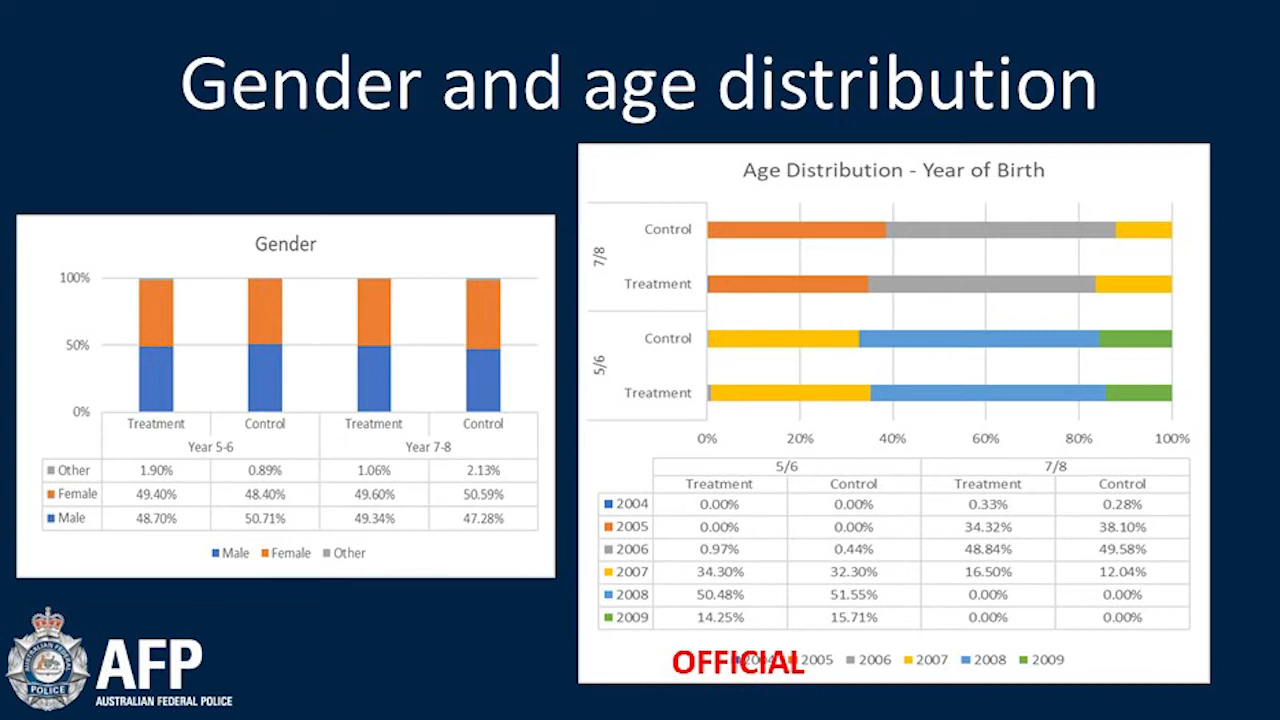 Gender and age distribution
Gender
100%
50%
0%
Treatment Control Treatment Control
Year 5-6 Year 7-8
Other 1.90% 0.89% 1.06% 2.13%
Female 49.40% 48.40% 49.60% 50.59%
Male 48.70% 50.71% 49.34% 47.28%
Male Female Other
Age Distribution - Year of Birth
7/8
Control
Treatment
5/6
Control
Treatment
0% 20% 40% 60% 80% 100%
5/6 7/8
Treatment Control Treatment Control
2004 0.00% 0.00% 0.33% 0.28%
2005 0.00% 0.00% 34.32% 38.10%
2006 0.97% 0.44% 48.84% 49.58%
2007 34.30% 32.30% 16.50% 12.04%
2008 50.48% 51.55% 0.00% 0.00%
2009 14.25% 15.71% 0.00% 0.00%
2005 2006 2007 2008 2009
OFFICIAL
AUSTRALIAN FEDERAL
POLICE
AFP
AUSTRALIAN FEDERAL POLICE